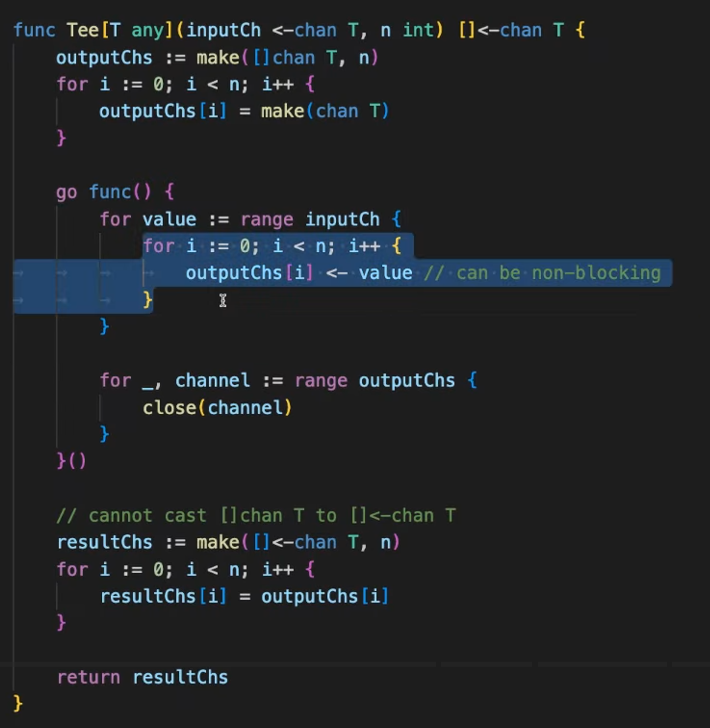 func Tee[T any](inputCh <-chan T, n int) []<-chan T {
    outputChs := make([]chan T, n)
    for i := 0; i < n; i++ {
        outputChs[i] = make(chan T)
    }

    go func() {
        for value := range inputCh {
            for i := 0; i < n; i++ {
                outputChs[i] <- value // can be non-blocking
            }
        }

        for _, channel := range outputChs {
            close(channel)
        }
    }()

    // cannot cast []chan T to []<-chan T
    resultChs := make([]<-chan T, n)
    for i := 0; i < n; i++ {
        resultChs[i] = outputChs[i]
    }

    return resultChs
}